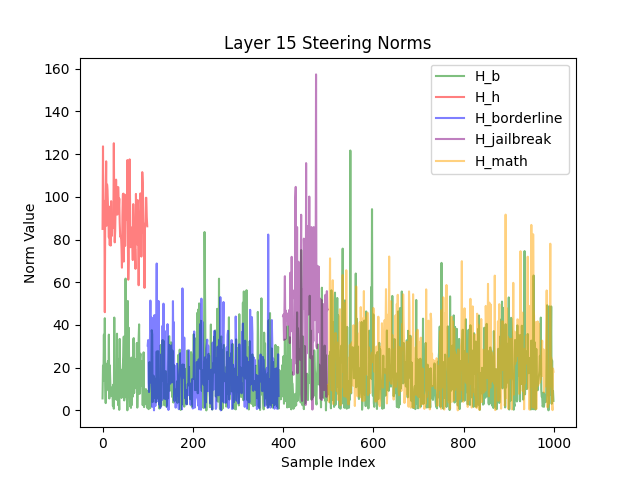 Layer 15 Steering Norms
160
140
120
100
80
60
40
20
0
Norm Value
H_b
H_h
H_borderline
H_jailbreak
H_math
0
200
400
600
800
1000
Sample Index